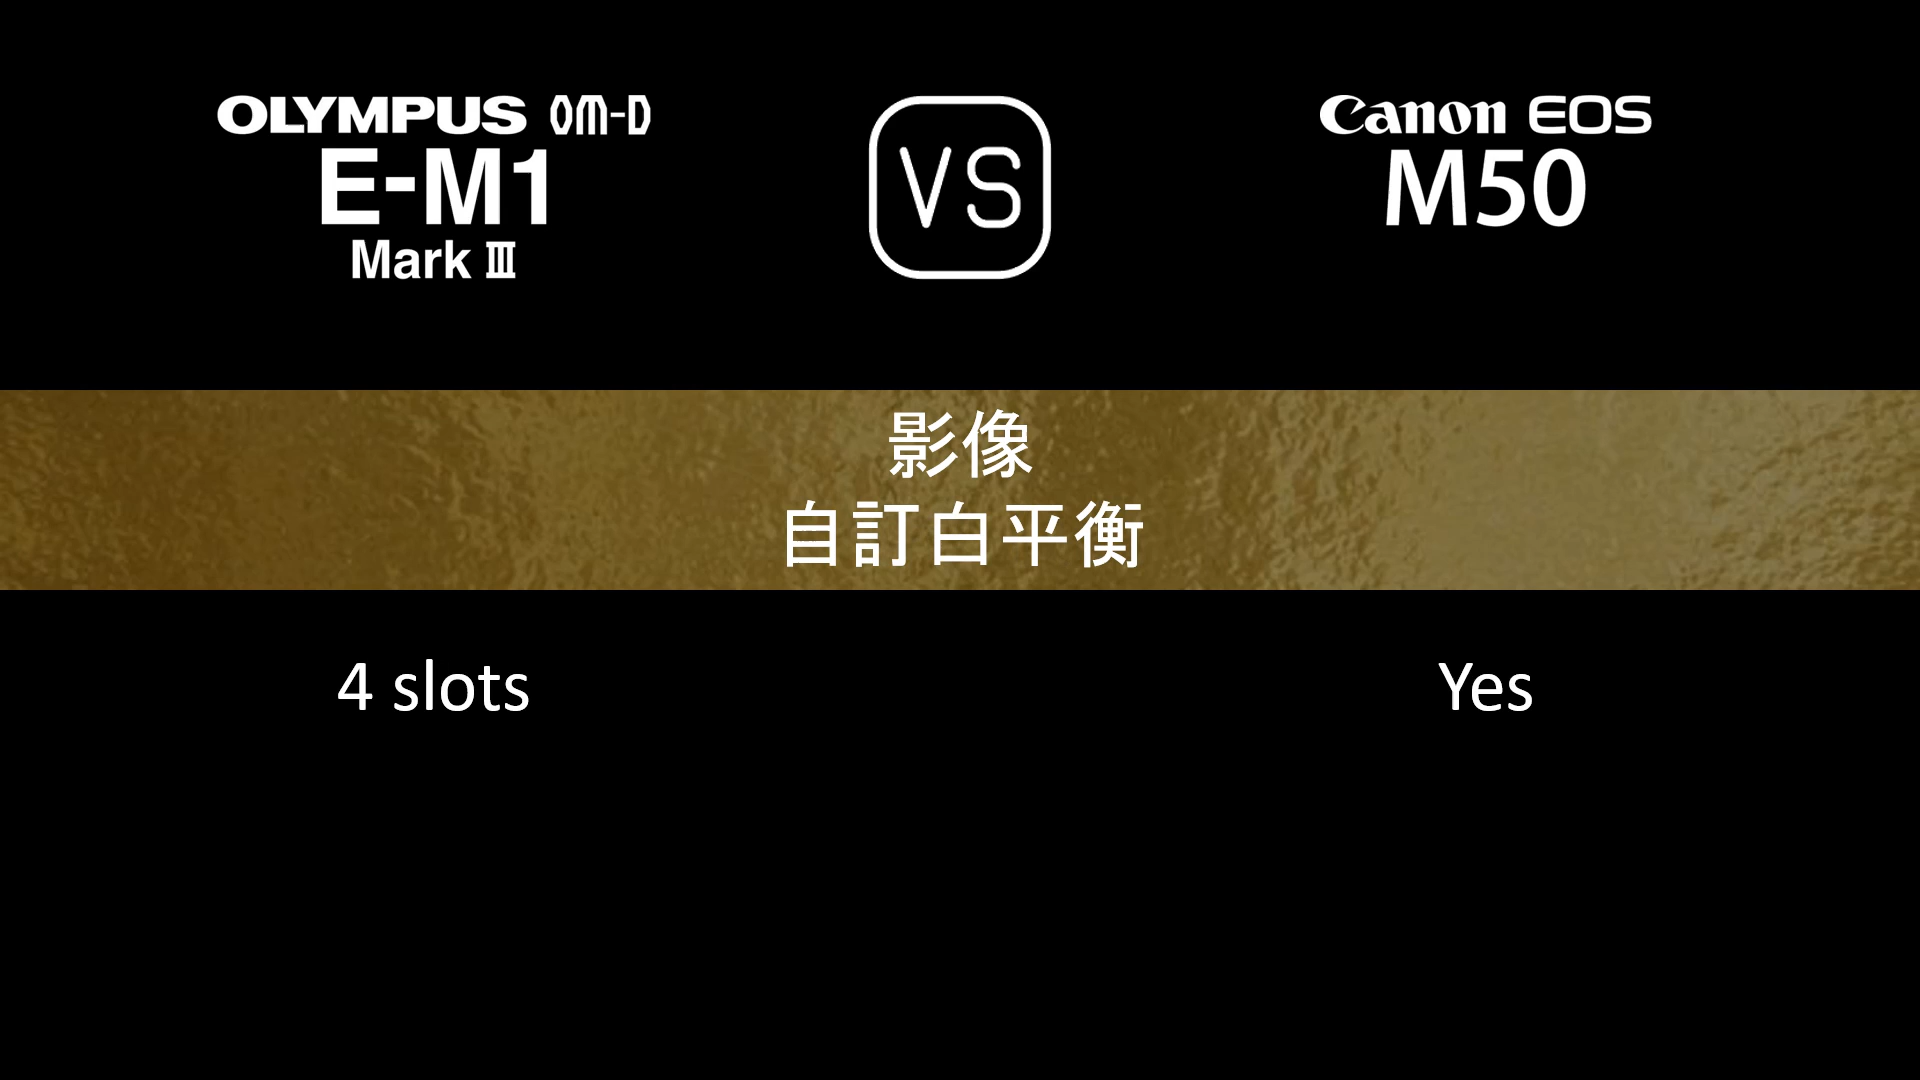 OLYMPUS OM-D
E-M1
Mark III
VS
Canon EOS
M50
影像
自訂白平衡
4 slots
Yes